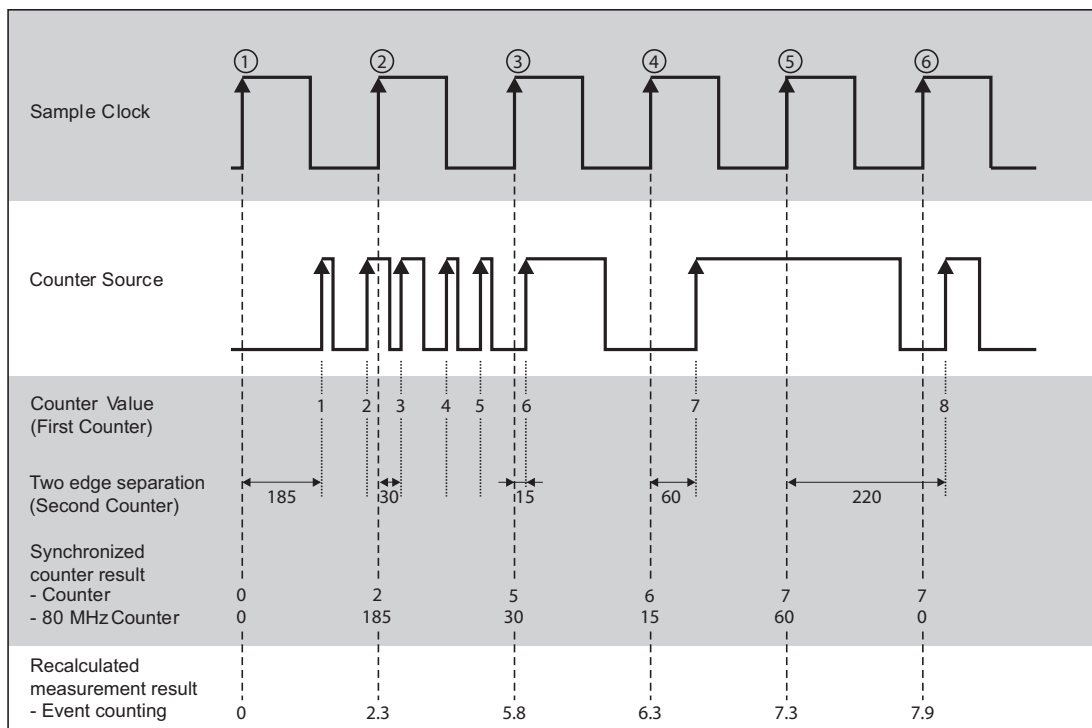 ① ② ③ ④ ⑤ ⑥
Sample Clock
Counter Source
Counter Value
(First Counter)
1 2 3 4 5 6 7 8
Two edge separation
(Second Counter)
185 30 15 60 220
Synchronized
counter result
- Counter 0 2 5 6 7 7
- 80 MHz Counter 0 185 30 15 60 0
Recalculated
measurement result
- Event counting 0 2.3 5.8 6.3 7.3 7.9